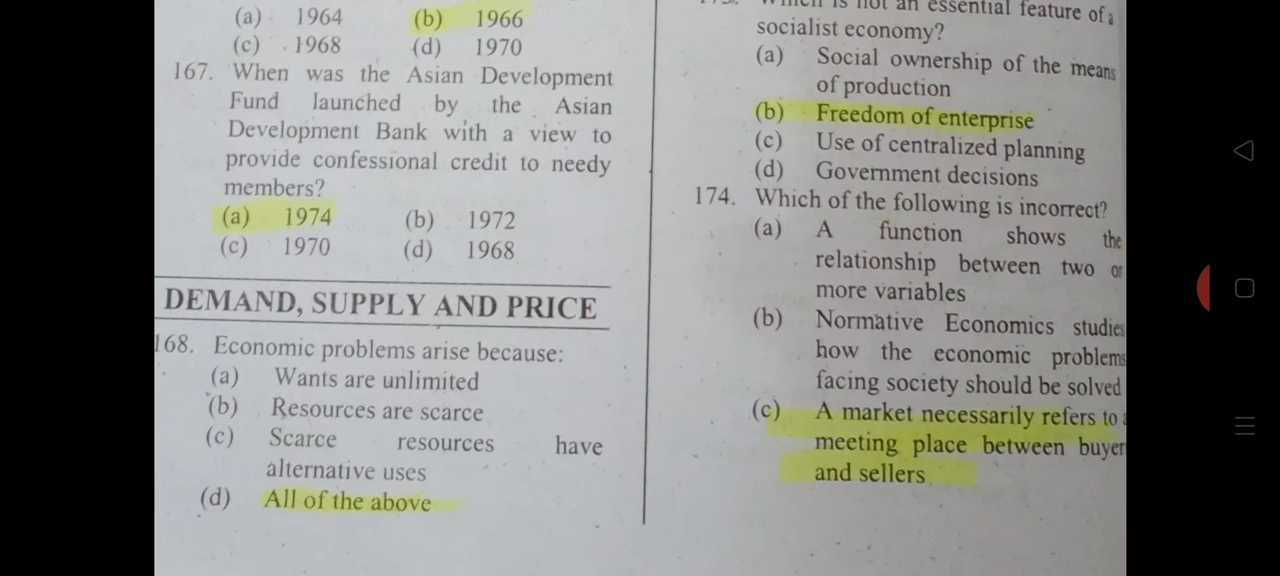 (a) 1964 (b) 1966
(c) 1968 (d) 1970
167. When was the Asian Development
Fund launched by the Asian
Development Bank with a view to
provide confessional credit to needy
members?
(a) 1974 (b) 1972
(c) 1970 (d) 1968
DEMAND, SUPPLY AND PRICE
168. Economic problems arise because:
(a) Wants are unlimited
(b) Resources are scarce
(c) Scarce resources have
alternative uses
(d) All of the above
is not an essential feature of a
socialist economy?
(a) Social ownership of the means
of production
(b) Freedom of enterprise
(c) Use of centralized planning
(d) Government decisions
174. Which of the following is incorrect?
(a) A function shows the
relationship between two or
more variables
(b) Normative Economics studies
how the economic problems
facing society should be solved
(c) A market necessarily refers to a
meeting place between buyer
and sellers